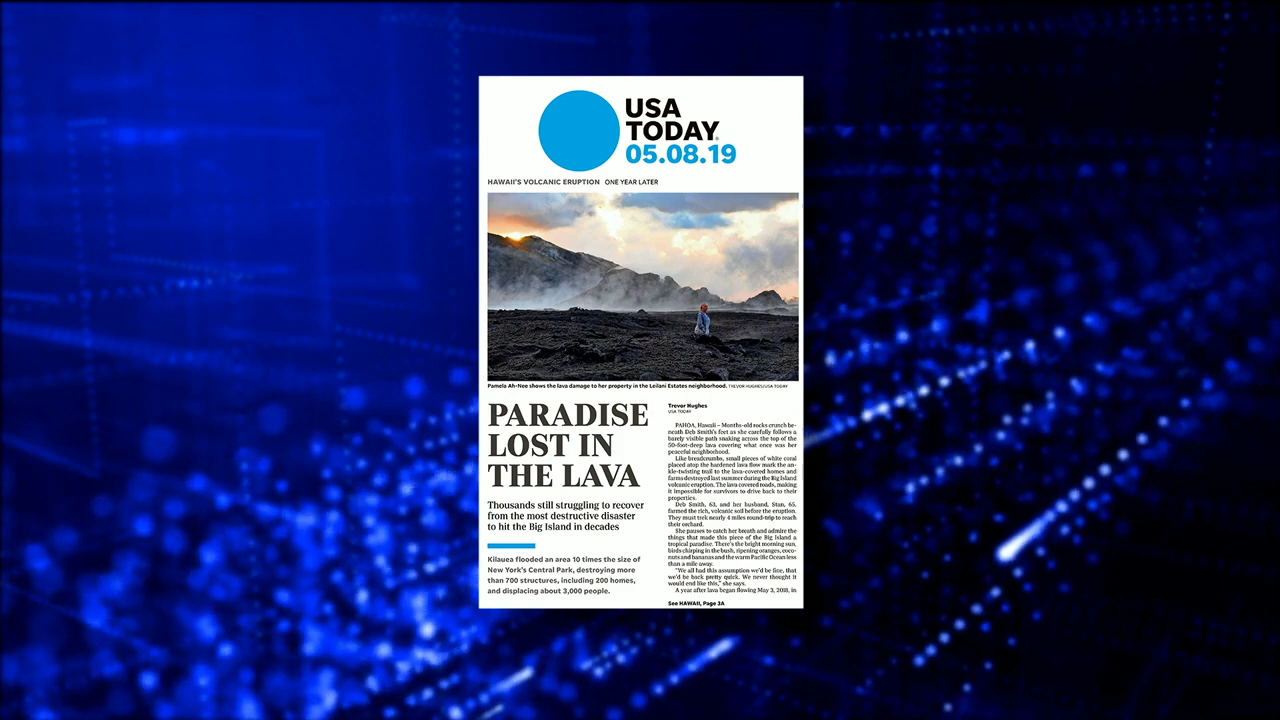 USA
TODAY
05.08.19
HAWAII'S VOLCANIC ERUPTION ONE YEAR LATER
Pamela Ah-Nee shows the lava damage to her property in the Leilani Estates neighborhood. TREVOR HUGHES/USA TODAY
PARADISE
LOST IN
THE LAVA
Thousands still struggling to recover
from the most destructive disaster
to hit the Big Island in decades
Kilauea flooded an area 10 times the size of
New York's Central Park, destroying more
than 700 structures, including 200 homes,
and displacing about 3,000 people.
Trevor Hughes
USA TODAY
PAHOA, Hawaii – Months-old rocks crunch be-
neath Deb Smith's feet as she carefully follows a
barely visible path snaking across the top of the
50-foot-deep lava covering what once was her
peaceful neighborhood.
Like breadcrumbs, small pieces of white coral
placed atop the hardened lava flow mark the an-
kle-twisting trail to the lava-covered homes and
farms destroyed last summer during the Big Island
volcanic eruption. The lava covered roads, making
it impossible for survivors to drive back to their
properties.
Deb Smith, 63, and her husband, Stan, 65,
farmed the rich, volcanic soil before the eruption.
They must trek nearly 4 miles round-trip to reach
their orchard.
She pauses to catch her breath and admire the
things that made this piece of the Big Island a
tropical paradise. There's the bright morning sun,
birds chirping in the bush, ripening oranges, coco-
nuts and bananas and the warm Pacific Ocean less
than a mile away.
"We all had this assumption we'd be fine, that
we'd be back pretty quick. We never thought it
would end like this," she says.
A year after lava began flowing May 3, 2018, in
See HAWAII, Page 3A